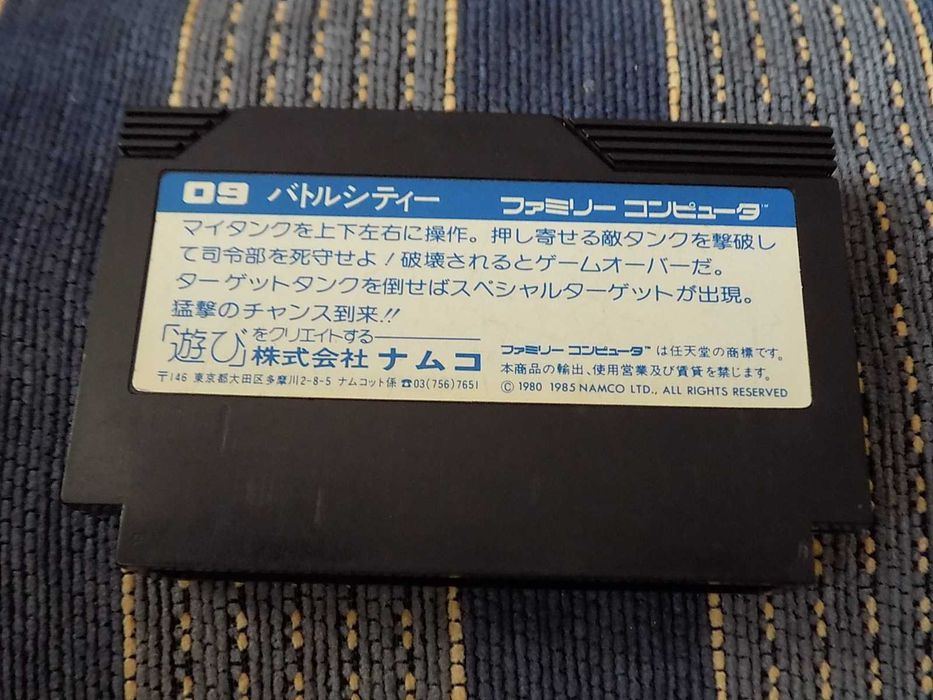 09 バトルシティー ファミリー コンピュータ™
マイタンクを上下左右に操作。押し寄せる敵タンクを撃破し
て司令部を死守せよ！破壊されるとゲームオーバーだ。
ターゲットタンクを倒せばスペシャルターゲットが出現。
猛撃のチャンス到来!!
「遊び」をクリエイトする
株式会社 ナムコ
〒146 東京都大田区多摩川2-8-5 ナムコット係 ☎03(756)7651
ファミリー コンピュータ™ は任天堂の商標です。
本商品の輸出、使用営業及び賃貸を禁じます。
© 1980 1985 NAMCO LTD., ALL RIGHTS RESERVED